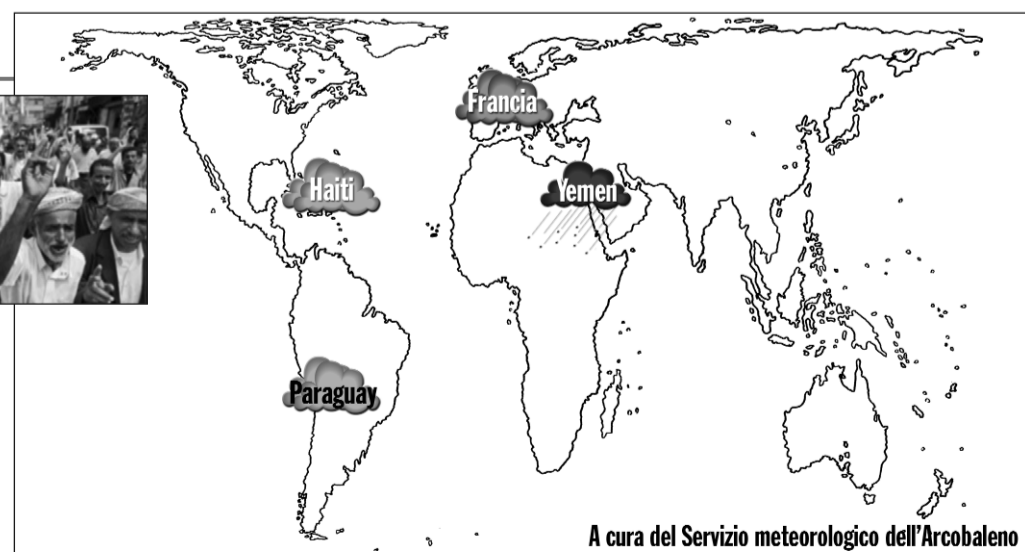 Francia
Haiti
Yemen
Paraguay
A cura del Servizio meteorologico dell'Arcobaleno